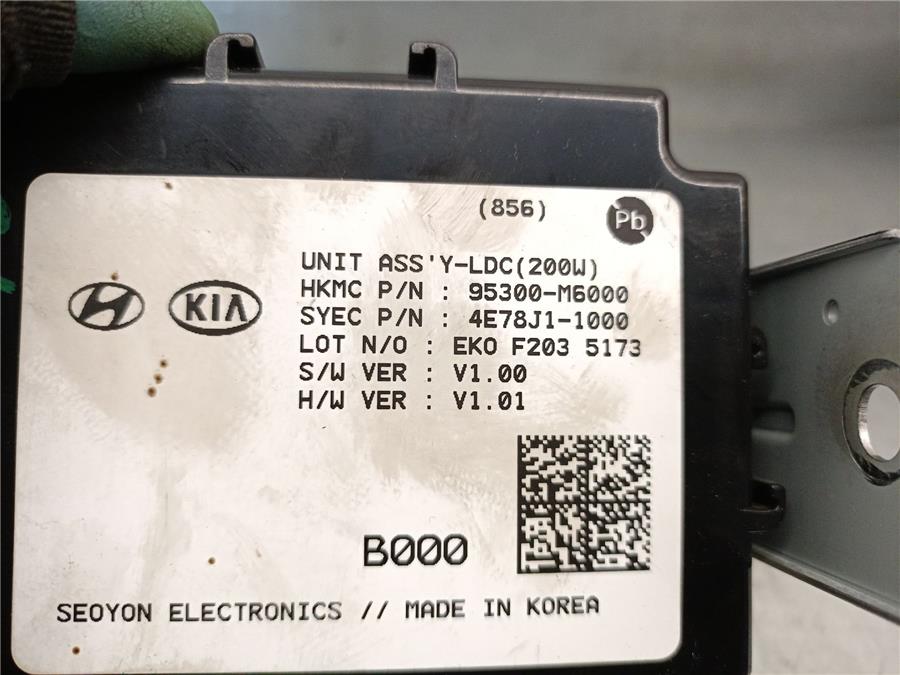 (856)
Pb
UNIT ASS'Y-LDC(200W)
HKMC P/N : 95300-M6000
KIA
SYEC P/N : 4E78J1-1000
LOT N/O : EKO F203 5173
S/W VER : V1.00
H/W VER : V1.01
B000
SEOYON ELECTRONICS // MADE IN KOREA